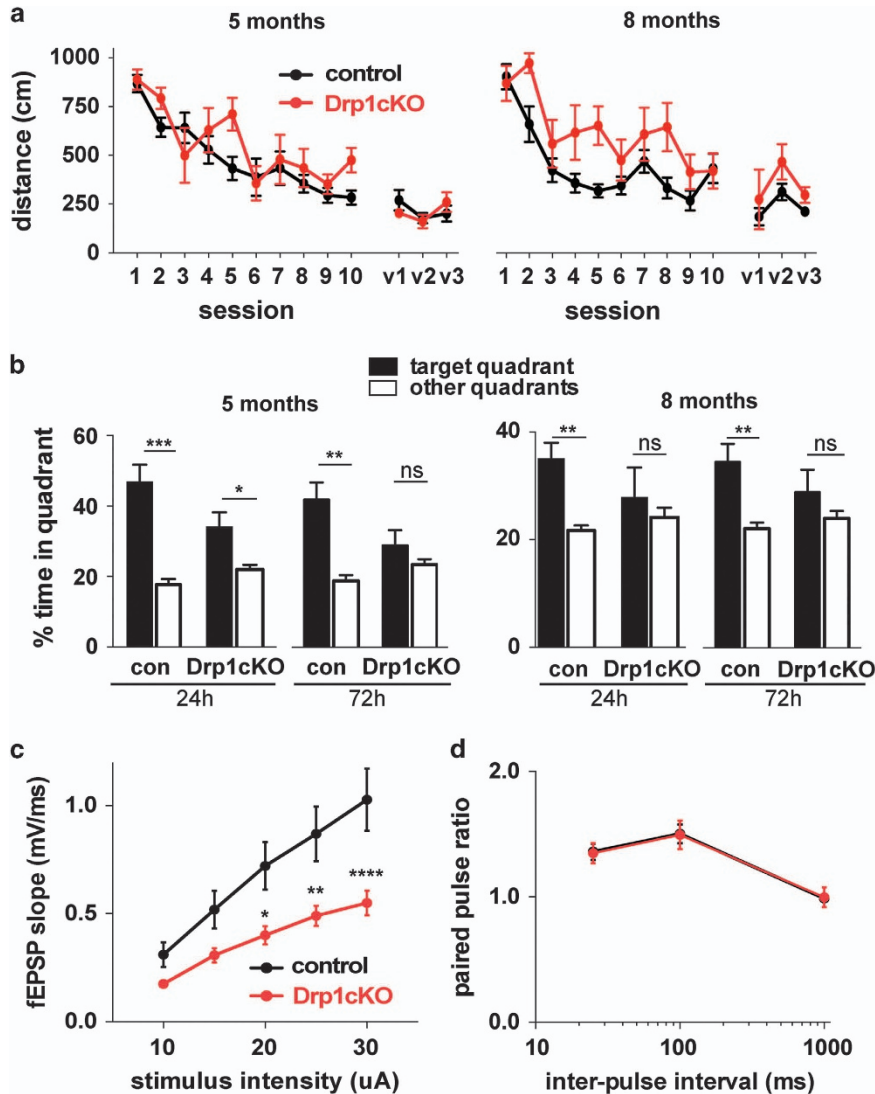 a
5 months
8 months
distance (cm)
1000
750
500
250
0
control
Drp1cKO
1 2 3 4 5 6 7 8 9 10 v1 v2 v3
1 2 3 4 5 6 7 8 9 10 v1 v2 v3
session
session
b
target quadrant
other quadrants
5 months
8 months
% time in quadrant
60
40
20
0
*** * ** ns
con Drp1cKO con Drp1cKO
24h 72h
40
20
0
** ns ** ns
con Drp1cKO con Drp1cKO
24h 72h
c
fEPSP slope (mV/ms)
1.0
0.5
0.0
* ** ****
control
Drp1cKO
10 20 30
stimulus intensity (uA)
d
paired pulse ratio
2.0
1.0
0.0
10 100 1000
inter-pulse interval (ms)